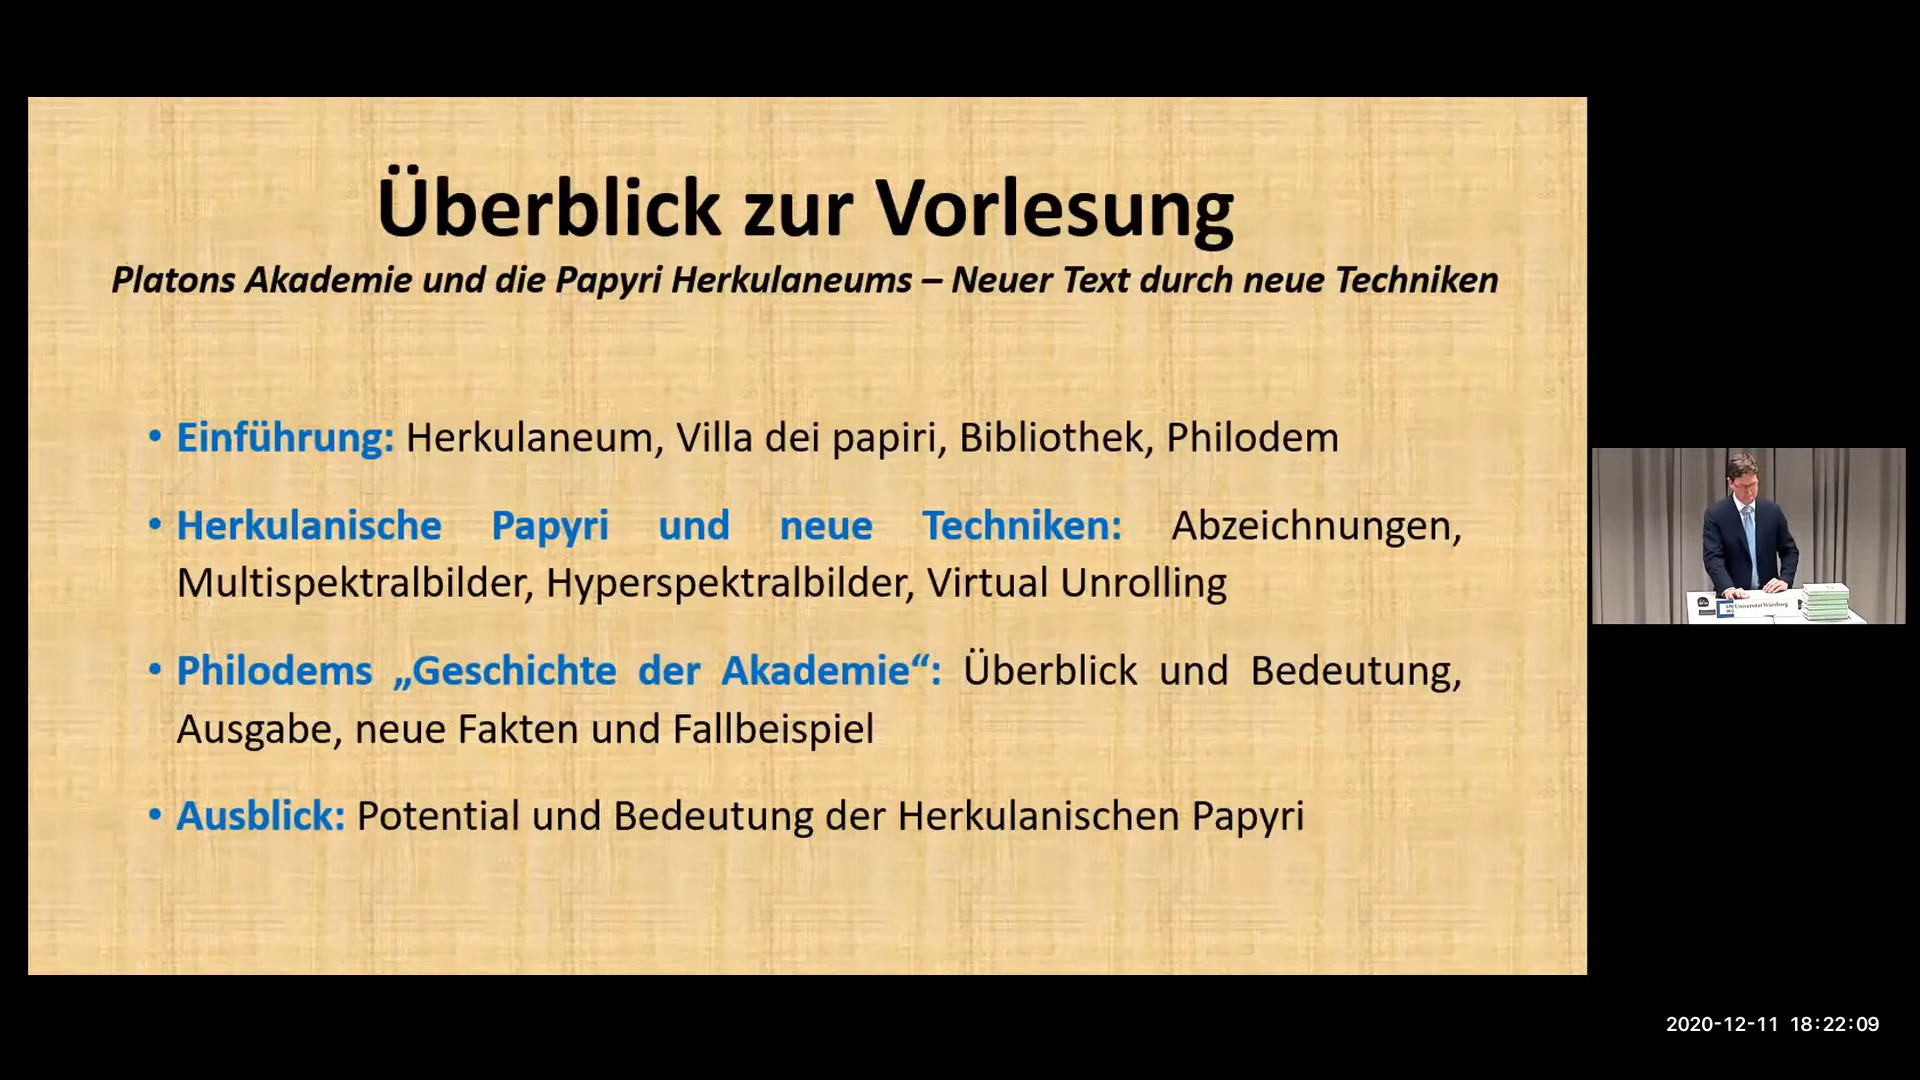 Überblick zur Vorlesung
Platons Akademie und die Papyri Herkulaneums – Neuer Text durch neue Techniken
• Einführung: Herkulaneum, Villa dei papiri, Bibliothek, Philodem
• Herkulanische Papyri und neue Techniken: Abzeichnungen,
Multispektralbilder, Hyperspektralbilder, Virtual Unrolling
• Philodems „Geschichte der Akademie“: Überblick und Bedeutung,
Ausgabe, neue Fakten und Fallbeispiel
• Ausblick: Potential und Bedeutung der Herkulanischen Papyri
Universität Würzburg
2020-12-11 18:22:09